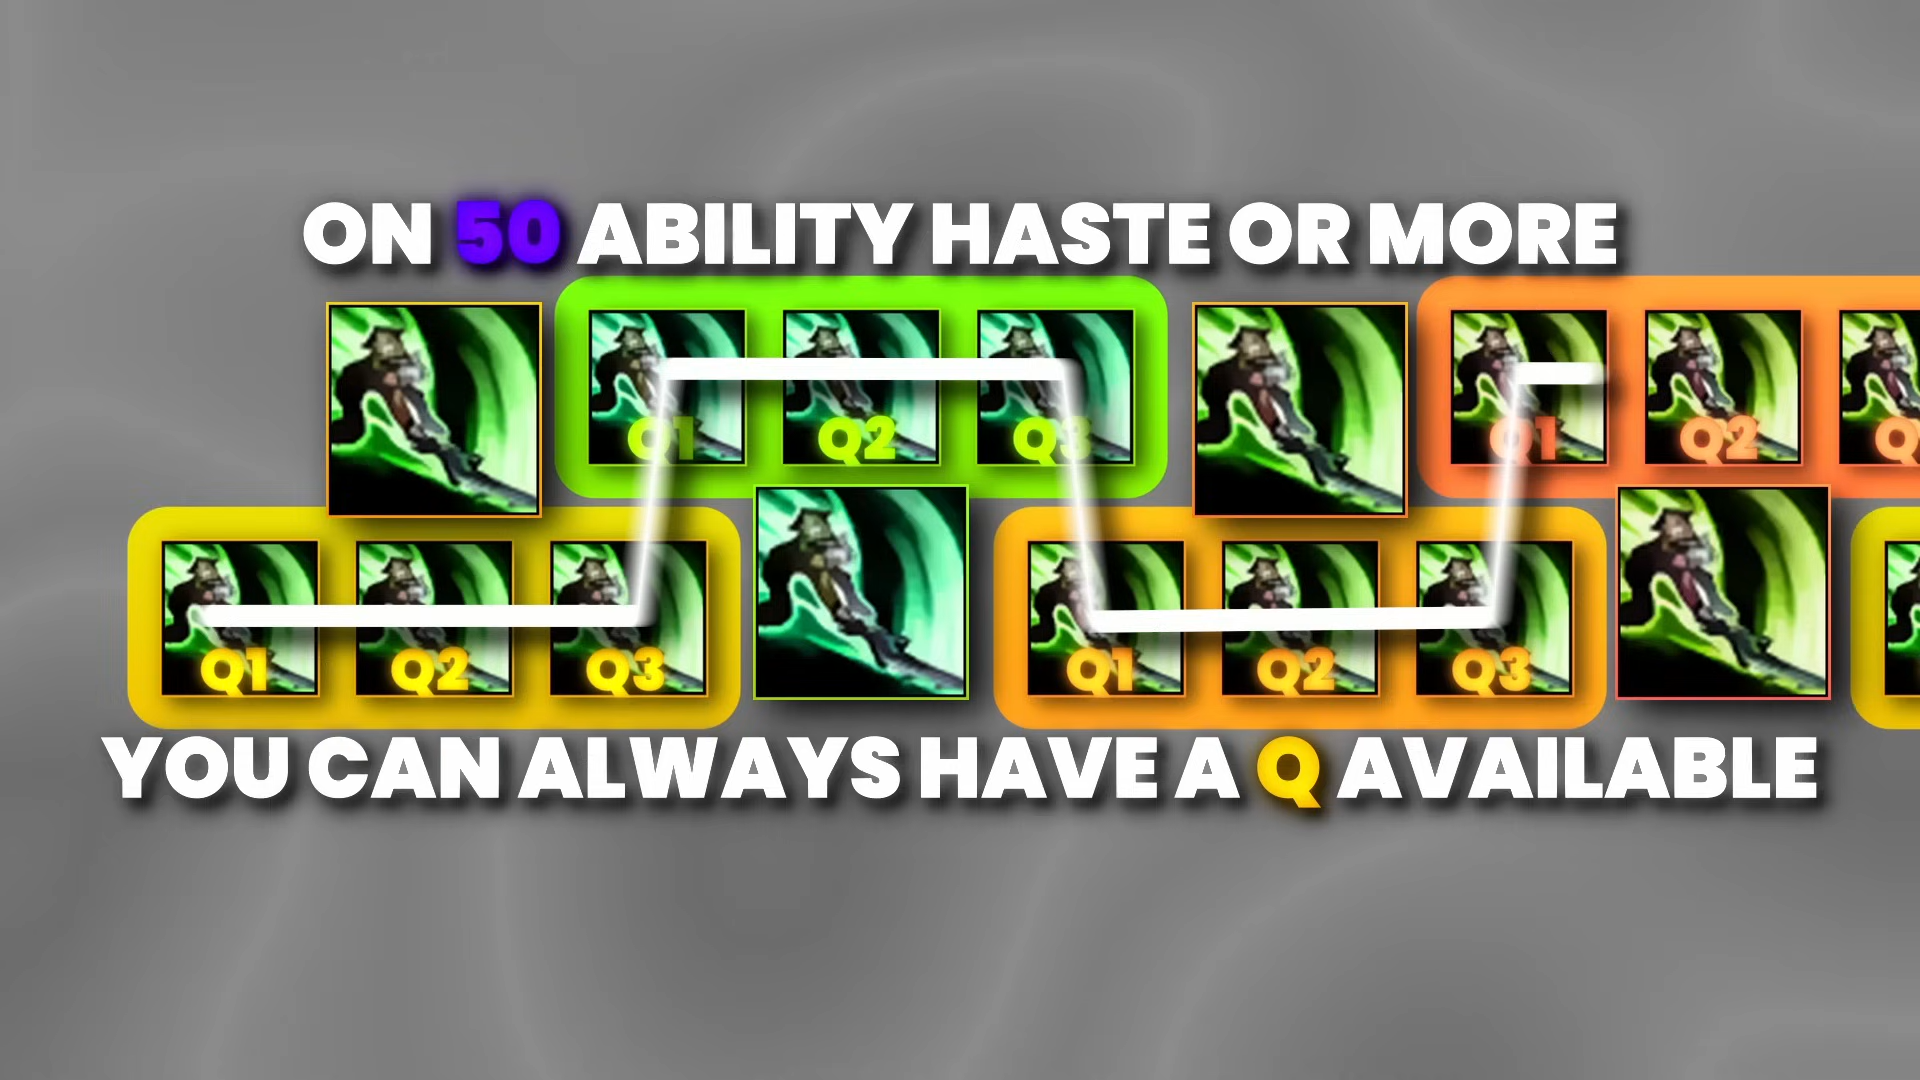 ON 50 ABILITY HASTE OR MORE
Q1 Q2 Q3 Q1 Q2
Q1 Q2 Q3 Q1 Q2 Q3
YOU CAN ALWAYS HAVE A Q AVAILABLE